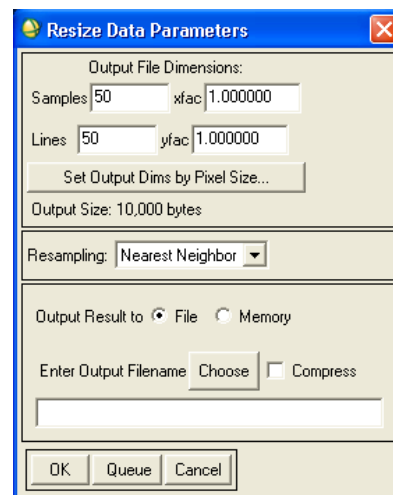 Resize Data Parameters
Output File Dimensions:
Samples 50 xfac 1.000000
Lines 50 yfac 1.000000
Set Output Dims by Pixel Size...
Output Size: 10,000 bytes
Resampling: Nearest Neighbor
Output Result to File Memory
Enter Output Filename Choose Compress
OK Queue Cancel